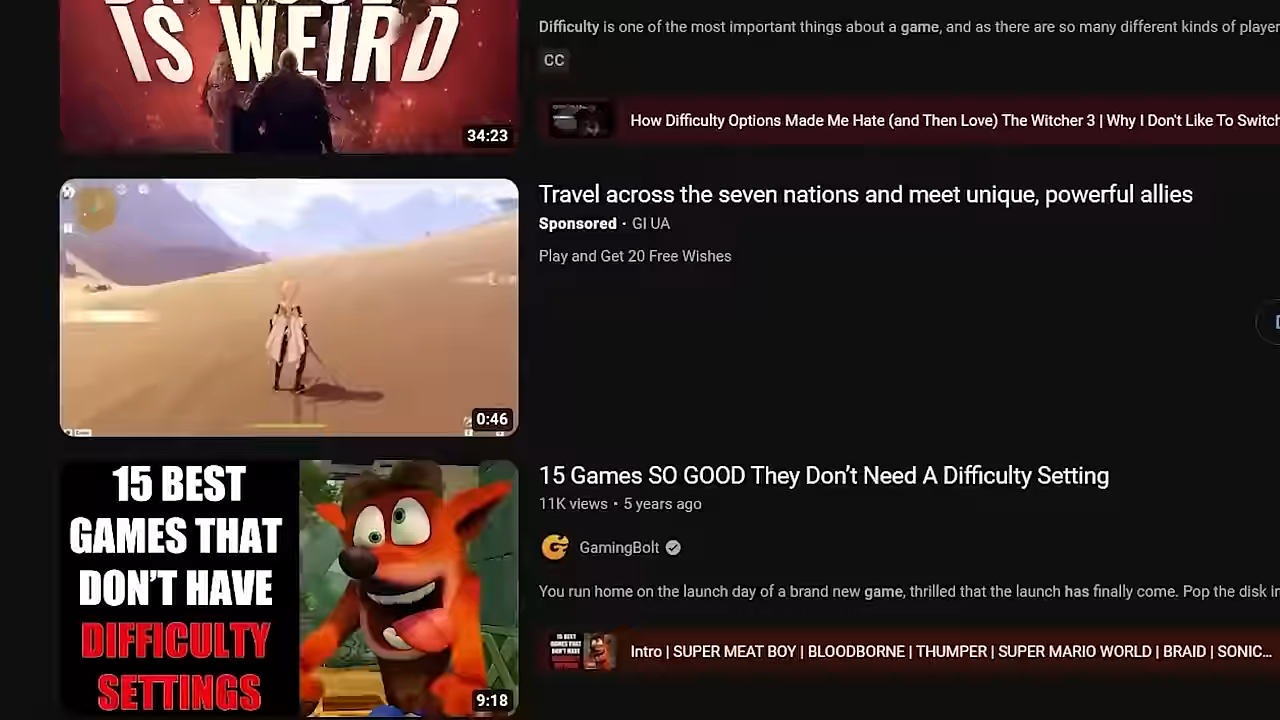 IS WEIRD
34:23
Difficulty is one of the most important things about a game, and as there are so many different kinds of player
CC
How Difficulty Options Made Me Hate (and Then Love) The Witcher 3 | Why I Don't Like To Switch
0:46
Travel across the seven nations and meet unique, powerful allies
Sponsored · GI UA
Play and Get 20 Free Wishes
15 BEST
GAMES THAT
DON'T HAVE
DIFFICULTY
SETTINGS
9:18
15 Games SO GOOD They Don't Need A Difficulty Setting
11K views • 5 years ago
GamingBolt
You run home on the launch day of a brand new game, thrilled that the launch has finally come. Pop the disk in
15 BEST
GAMES THAT
DON'T HAVE
Intro | SUPER MEAT BOY | BLOODBORNE | THUMPER | SUPER MARIO WORLD | BRAID | SONIC...